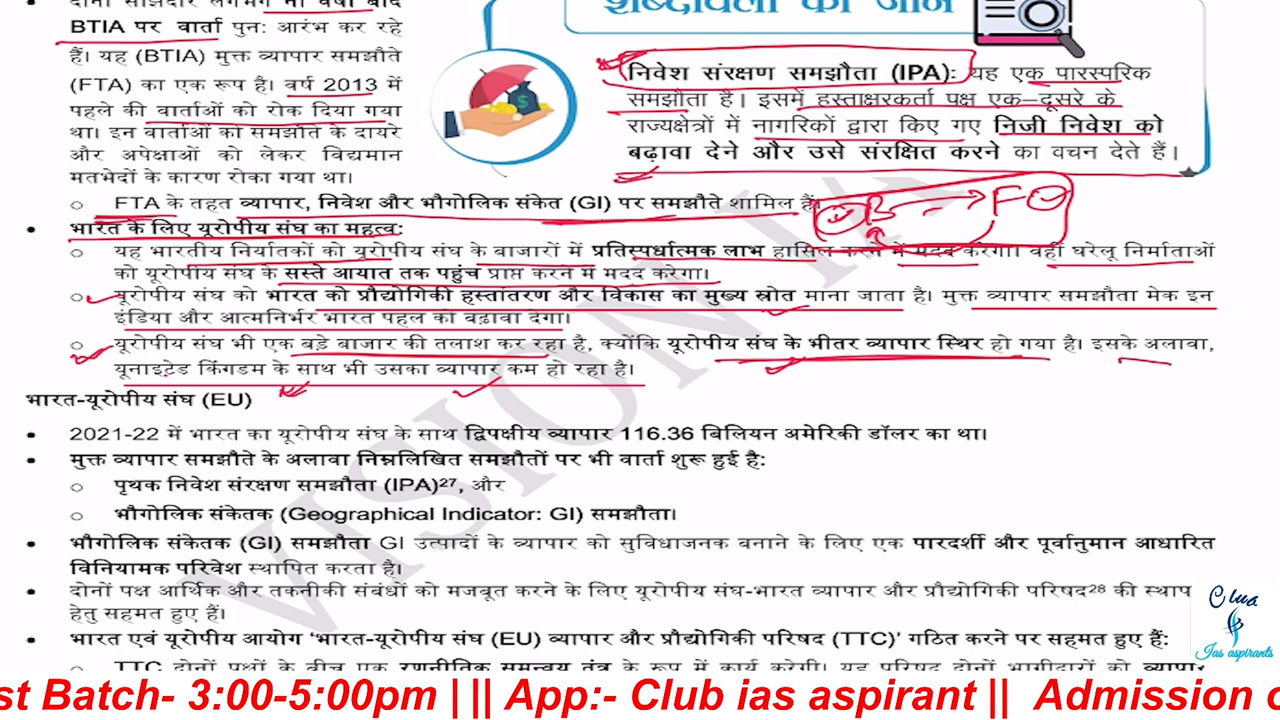 दोनों साझेदार लगभग नौ वर्षों बाद
BTIA पर वार्ता पुनः आरंभ कर रहे
हैं। यह (BTIA) मुक्त व्यापार समझौते
(FTA) का एक रूप है। वर्ष 2013 में
पहले की वार्ताओं को रोक दिया गया
था। इन वार्ताओं को समझौते के दायरे
और अपेक्षाओं को लेकर विद्यमान
मतभेदों के कारण रोका गया था।
शब्दावली को जानें
निवेश संरक्षण समझौता (IPA): यह एक पारस्परिक
समझौता है। इसमें हस्ताक्षरकर्ता पक्ष एक–दूसरे के
राज्यक्षेत्रों में नागरिकों द्वारा किए गए निजी निवेश को
बढ़ावा देने और उसे संरक्षित करने का वचन देते हैं।
FTA के तहत व्यापार, निवेश और भौगोलिक संकेत (GI) पर समझौते शामिल हैं।
भारत के लिए यूरोपीय संघ का महत्व:
यह भारतीय निर्यातकों को यूरोपीय संघ के बाजारों में प्रतिस्पर्धात्मक लाभ हासिल करने में मदद करेगा। वहीं घरेलू निर्माताओं
को यूरोपीय संघ के सस्ते आयात तक पहुंच प्राप्त करने में मदद करेगा।
यूरोपीय संघ को भारत को प्रौद्योगिकी हस्तांतरण और विकास का मुख्य स्रोत माना जाता है। मुक्त व्यापार समझौता मेक इन
इंडिया और आत्मनिर्भर भारत पहल को बढ़ावा देगा।
यूरोपीय संघ भी एक बड़े बाजार की तलाश कर रहा है, क्योंकि यूरोपीय संघ के भीतर व्यापार स्थिर हो गया है। इसके अलावा,
यूनाइटेड किंगडम के साथ भी उसका व्यापार कम हो रहा है।
भारत-यूरोपीय संघ (EU)
2021-22 में भारत का यूरोपीय संघ के साथ द्विपक्षीय व्यापार 116.36 बिलियन अमेरिकी डॉलर का था।
मुक्त व्यापार समझौते के अलावा निम्नलिखित समझौतों पर भी वार्ता शुरू हुई है:
पृथक निवेश संरक्षण समझौता (IPA)27, और
भौगोलिक संकेतक (Geographical Indicator: GI) समझौता।
भौगोलिक संकेतक (GI) समझौता GI उत्पादों के व्यापार को सुविधाजनक बनाने के लिए एक पारदर्शी और पूर्वानुमान आधारित
विनियामक परिवेश स्थापित करता है।
दोनों पक्ष आर्थिक और तकनीकी संबंधों को मजबूत करने के लिए यूरोपीय संघ-भारत व्यापार और प्रौद्योगिकी परिषद28 की स्थाप
हेतु सहमत हुए हैं।
भारत एवं यूरोपीय आयोग ‘भारत-यूरोपीय संघ (EU) व्यापार और प्रौद्योगिकी परिषद (TTC)’ गठित करने पर सहमत हुए हैं:
TTC दोनों पक्षों के बीच एक रणनीतिक समन्वय तंत्र के रूप में कार्य करेगी। यह परिषद दोनों भागीदारों को व्यापार
VISION IA
Club
Ias aspirants
st Batch- 3:00-5:00pm | || App:- Club ias aspirant || Admission o